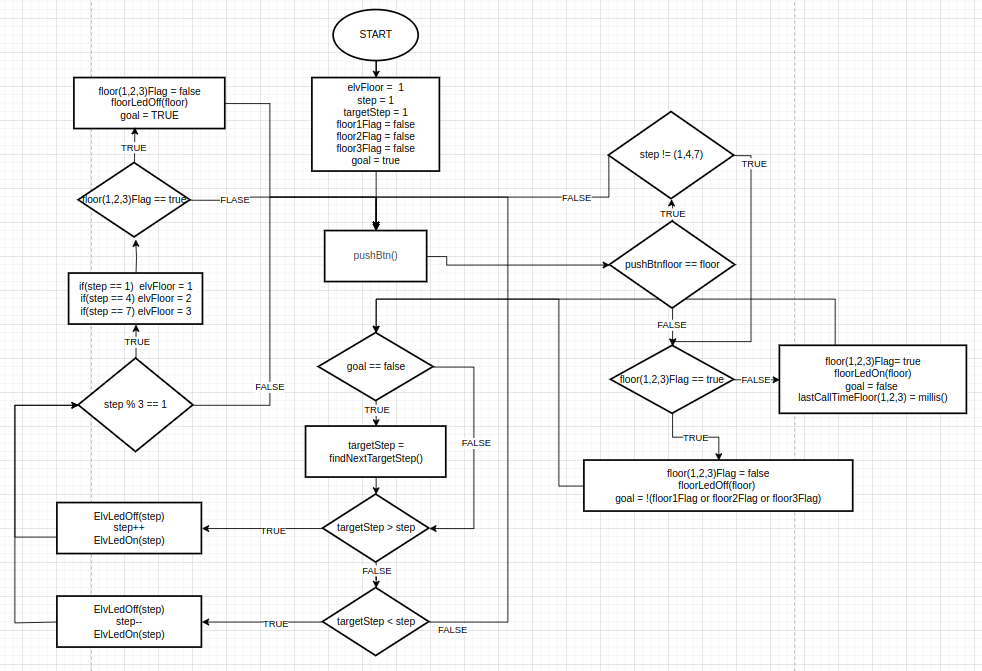 START
elvFloor =  1
step = 1
targetStep = 1
floor1Flag = false
floor2Flag = false
floor3Flag = false
goal = true
floor(1,2,3)Flag = false
floorLedOff(floor)
goal = TRUE
TRUE
floor(1,2,3)Flag == true
FLASE
if(step == 1)  elvFloor = 1
if(step == 4) elvFloor = 2
if(step == 7) elvFloor = 3
TRUE
step % 3 == 1
FALSE
pushBtn()
step != (1,4,7)
TRUE
FALSE
TRUE
pushBtnfloor == floor
FALSE
floor(1,2,3)Flag == true
FALSE
floor(1,2,3)Flag= true
floorLedOn(floor)
goal = false
lastCallTimeFloor(1,2,3) = millis()
TRUE
floor(1,2,3)Flag = false
floorLedOff(floor)
goal = !(floor1Flag or floor2Flag or floor3Flag)
goal == false
TRUE
FALSE
targetStep =
findNextTargetStep()
targetStep > step
TRUE
ElvLedOff(step)
step++
ElvLedOn(step)
FALSE
targetStep < step
TRUE
FALSE
ElvLedOff(step)
step--
ElvLedOn(step)